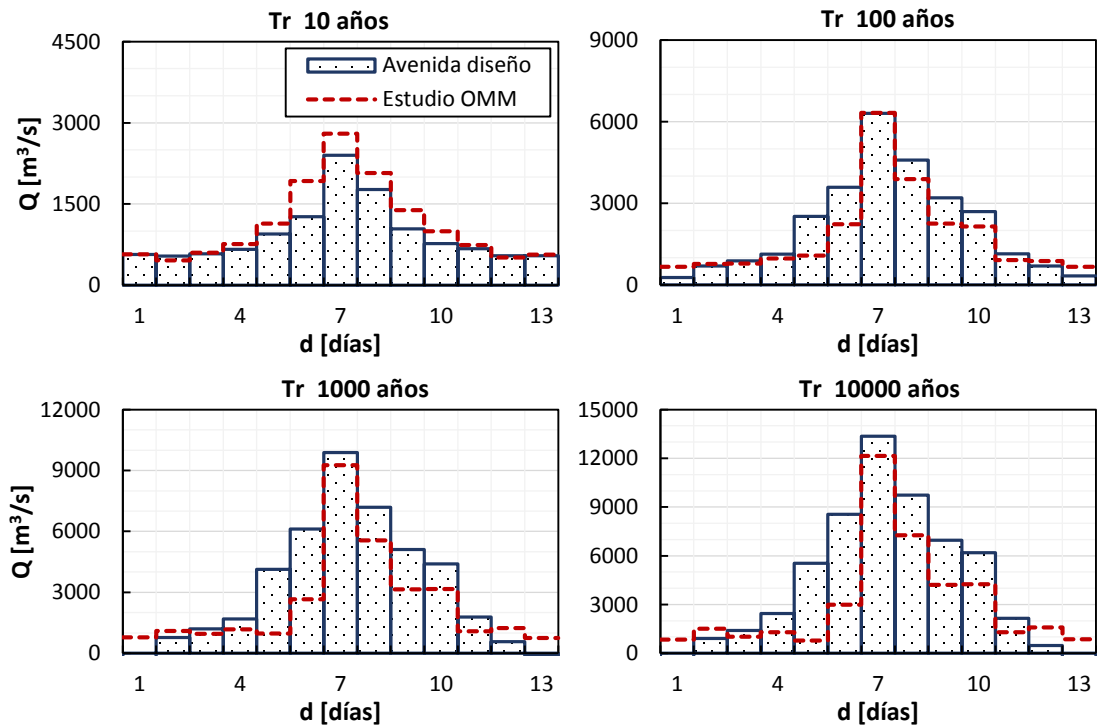 Tr 10 años
4500
3000
1500
0
Q [m³/s]
Avenida diseño
Estudio OMM
1 4 7 10 13
d [días]
Tr 100 años
9000
6000
3000
0
1 4 7 10 13
d [días]
Tr 1000 años
12000
9000
6000
3000
0
Q [m³/s]
1 4 7 10 13
d [días]
Tr 10000 años
15000
12000
9000
6000
3000
0
1 4 7 10 13
d [días]